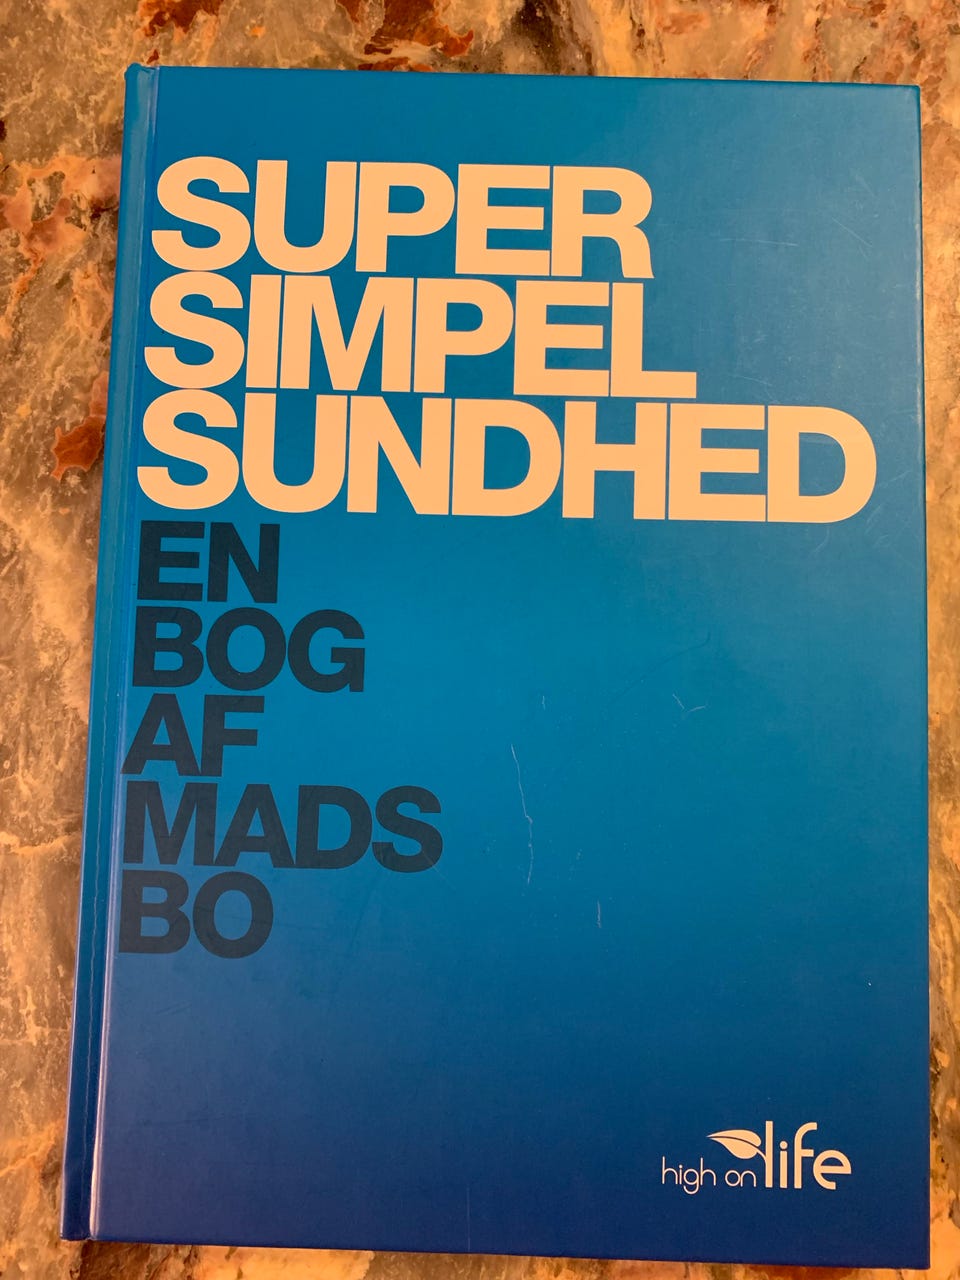 SUPER
SIMPEL
SUNDHED
EN
BOG
AF
MADS
BO
high on life